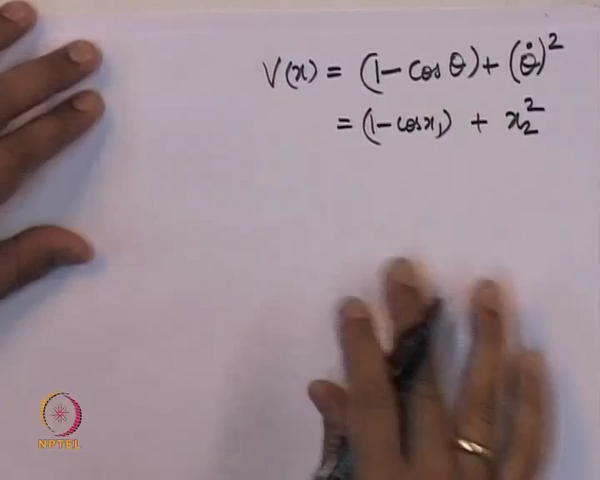 V(x) = (1 - cos θ) + (θ̇)²
= (1 - cos x₁) + x₂²
NPTEL